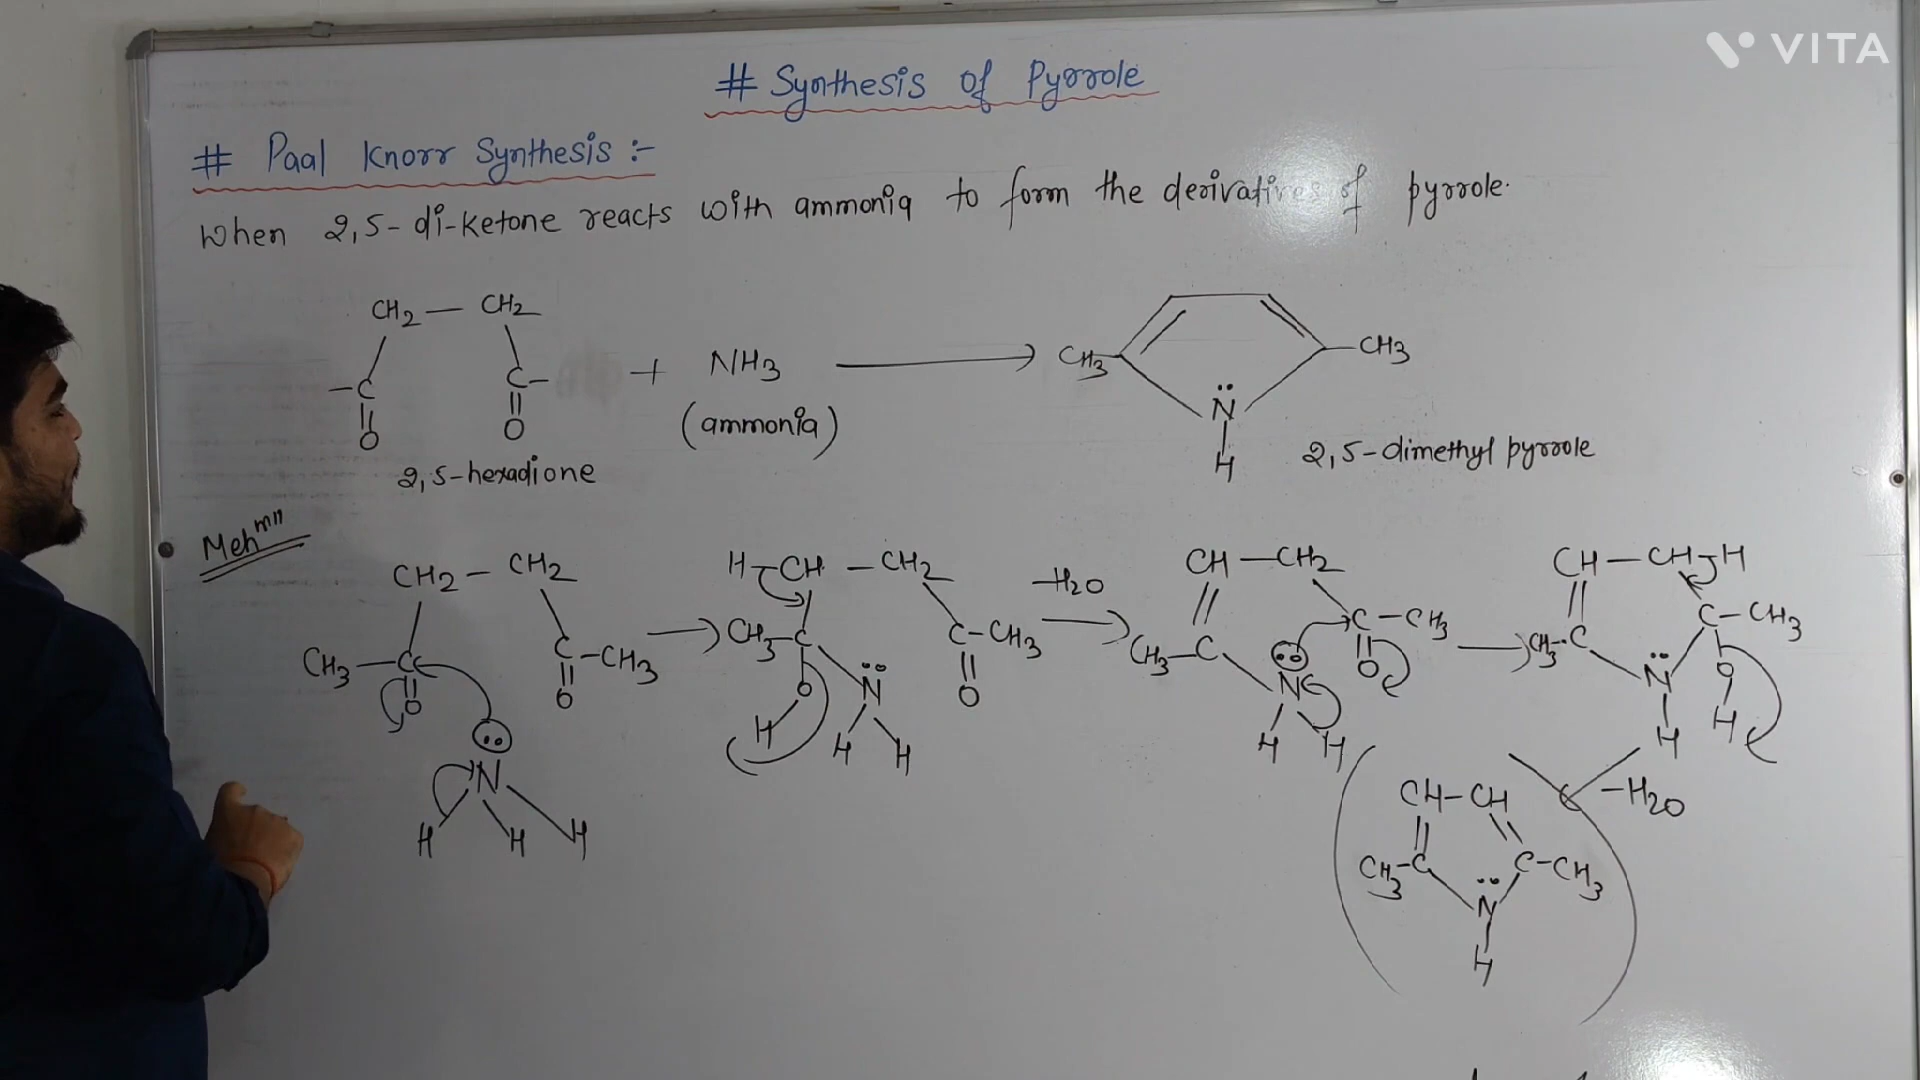 VITA
# Synthesis of Pyrrole
# Paal Knorr Synthesis :-
When 2,5-di-ketone reacts with ammonia to form the derivatives of pyrrole.
CH2 — CH2
-C C- + NH3 → CH3 CH3
O O (ammonia) N̈
H
2,5-hexadione 2,5-dimethyl pyrrole
Mehmn
CH2 - CH2 H-CH - CH2 -H2O CH - CH2 CH - CH H
CH3 - C C - CH3 → CH3 - C C - CH3 → CH3 - C C - CH3 → CH3 - C C - CH3
O O O N̈ O N̈ O N̈ O
N H H H H H H H
H H H
-H2O
CH - CH
CH3 - C C - CH3
N̈
H